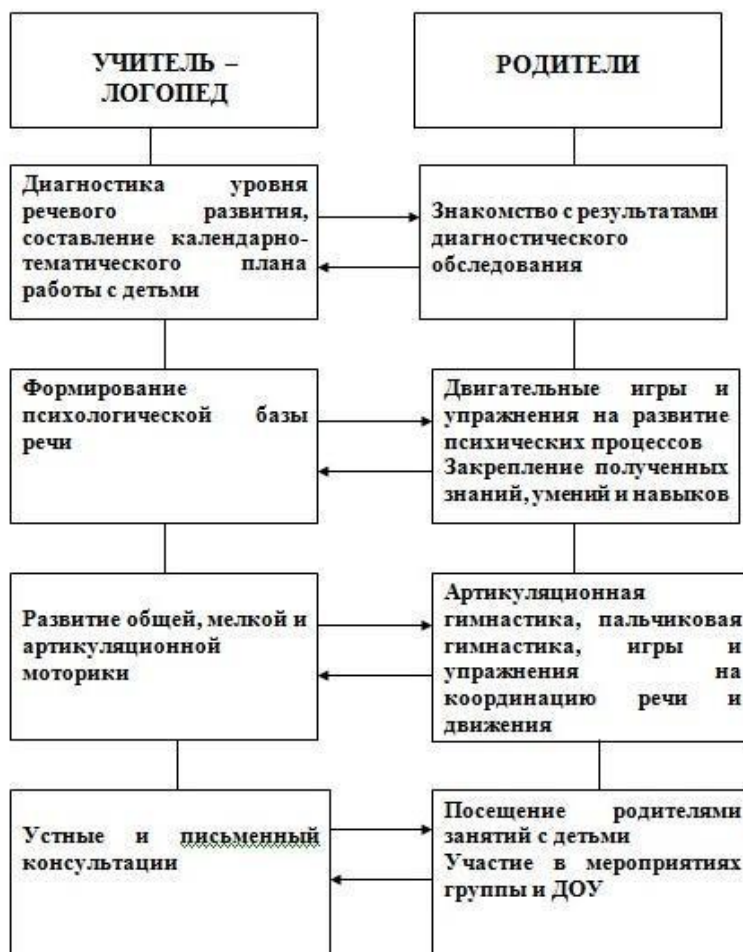 УЧИТЕЛЬ –
ЛОГОПЕД
РОДИТЕЛИ
Диагностика уровня
речевого развития,
составление календарно-
тематического плана
работы с детьми
Знакомство с результатами
диагностического
обследования
Формирование
психологической базы
речи
Двигательные игры и
упражнения на развитие
психических процессов
Закрепление полученных
знаний, умений и навыков
Развитие общей, мелкой и
артикуляционной
моторики
Артикуляционная
гимнастика, пальчиковая
гимнастика, игры и
упражнения на
координацию речи и
движения
Устные и письменный
консультации
Посещение родителями
занятий с детьми
Участие в мероприятиях
группы и ДОУ